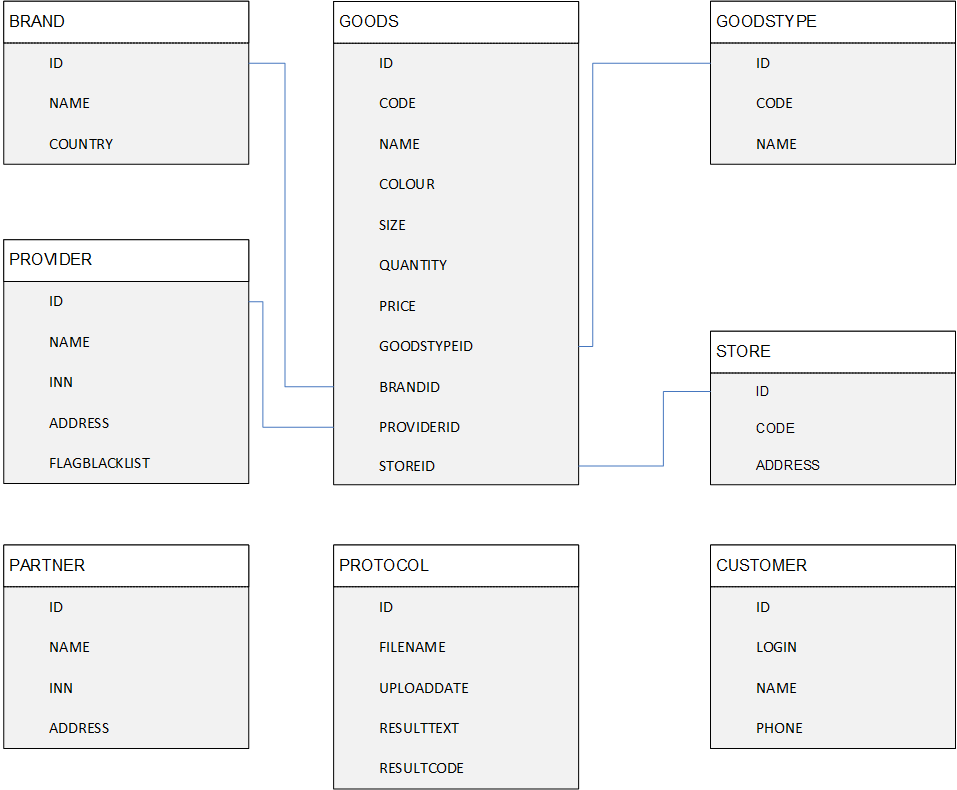 BRAND
ID
NAME
COUNTRY
GOODS
ID
CODE
NAME
COLOUR
SIZE
QUANTITY
PRICE
GOODSTYPEID
BRANDID
PROVIDERID
STOREID
GOODSTYPE
ID
CODE
NAME
PROVIDER
ID
NAME
INN
ADDRESS
FLAGBLACKLIST
STORE
ID
CODE
ADDRESS
PARTNER
ID
NAME
INN
ADDRESS
PROTOCOL
ID
FILENAME
UPLOADDATE
RESULTTEXT
RESULTCODE
CUSTOMER
ID
LOGIN
NAME
PHONE